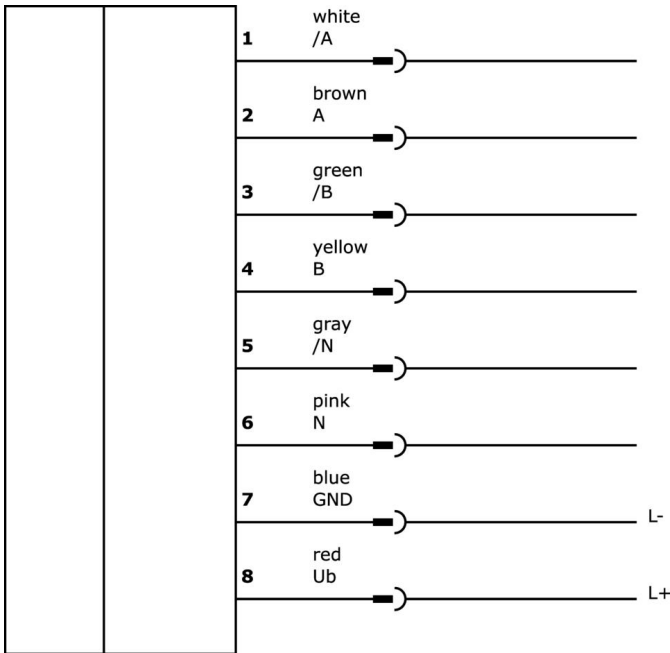 white
1 /A
brown
2 A
green
3 /B
yellow
4 B
gray
5 /N
pink
6 N
blue
7 GND
L-
red
8 Ub
L+